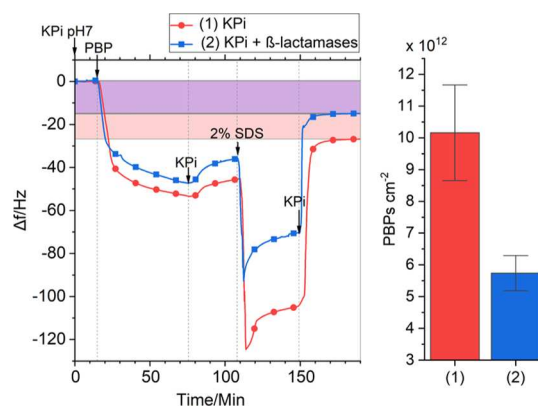 (1) KPi
(2) KPi + ß-lactamases
KPi pH7
PBP
KPi
2% SDS
KPi
0
-20
-40
-60
-80
-100
-120
Δf/Hz
0
50
100
150
Time/Min
x 10¹²
12
11
10
9
8
7
6
5
4
3
PBPs cm⁻²
(1)
(2)